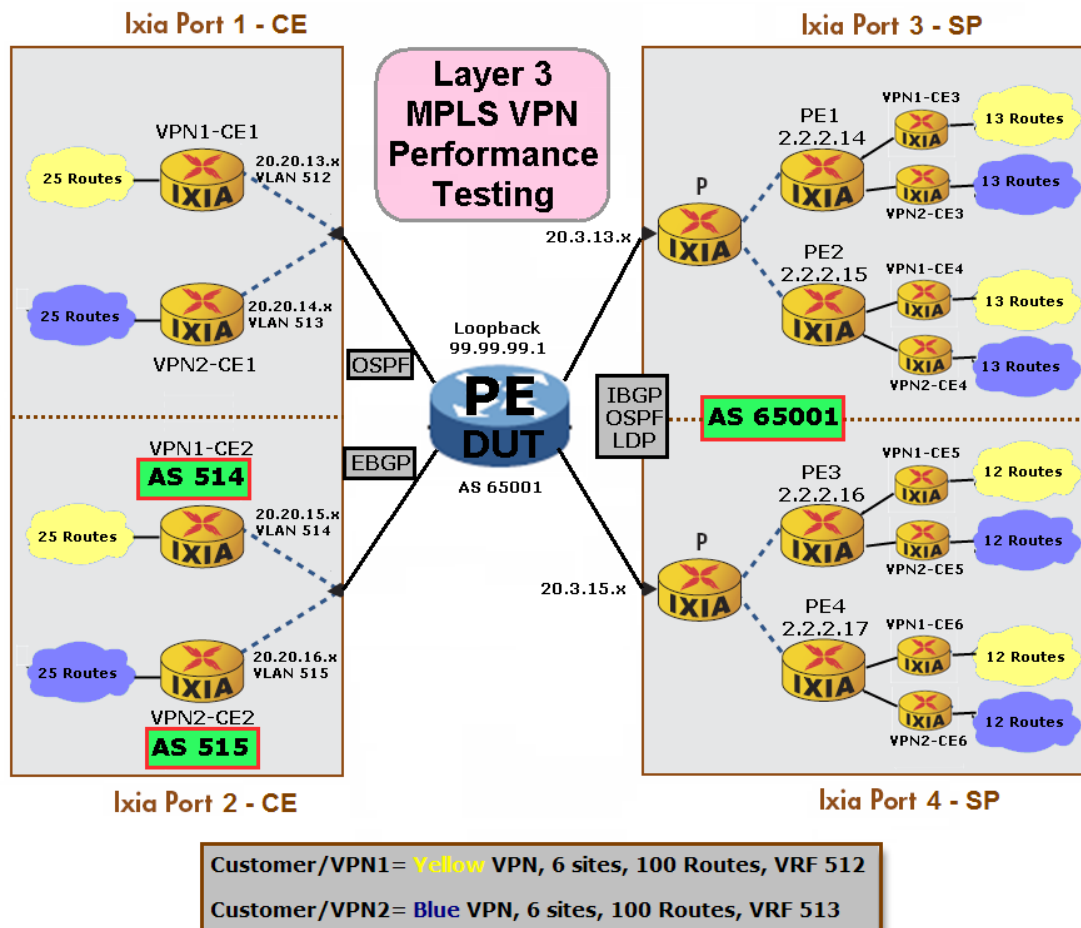 Ixia Port 1 - CE
Ixia Port 3 - SP
Layer 3
MPLS VPN
Performance
Testing
VPN1-CE1
20.20.13.x
VLAN 512
25 Routes
IXIA
25 Routes
IXIA
20.20.14.x
VLAN 513
VPN2-CE1
OSPF
VPN1-CE2
AS 514
20.20.15.x
VLAN 514
25 Routes
IXIA
EBGP
20.20.16.x
VLAN 515
25 Routes
IXIA
VPN2-CE2
AS 515
Ixia Port 2 - CE
Loopback
99.99.99.1
PE
DUT
AS 65001
20.3.13.x
20.3.15.x
IBGP
OSPF
LDP
AS 65001
P
IXIA
PE1
2.2.2.14
IXIA
VPN1-CE3
IXIA
13 Routes
IXIA
VPN2-CE3
13 Routes
PE2
2.2.2.15
IXIA
VPN1-CE4
IXIA
13 Routes
IXIA
VPN2-CE4
13 Routes
P
IXIA
PE3
2.2.2.16
IXIA
VPN1-CE5
IXIA
12 Routes
IXIA
VPN2-CE5
12 Routes
PE4
2.2.2.17
IXIA
VPN1-CE6
IXIA
12 Routes
IXIA
VPN2-CE6
12 Routes
Ixia Port 4 - SP
Customer/VPN1= Yellow VPN, 6 sites, 100 Routes, VRF 512
Customer/VPN2= Blue VPN, 6 sites, 100 Routes, VRF 513